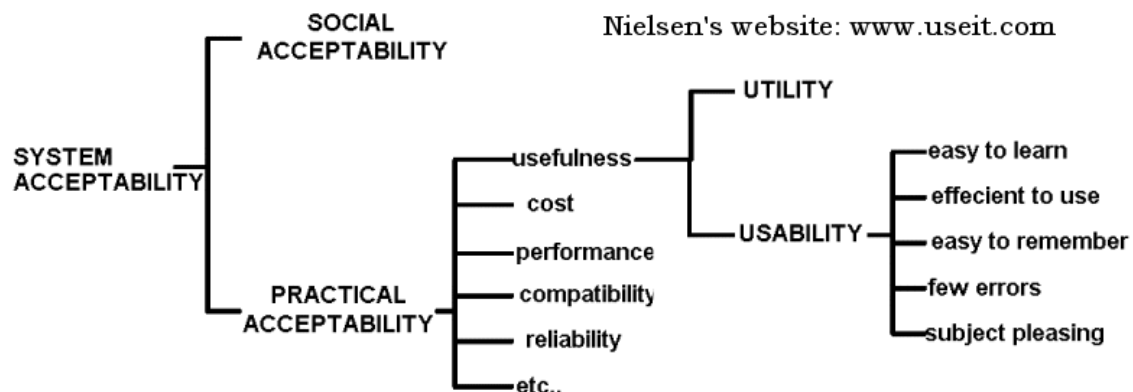 SOCIAL
ACCEPTABILITY
Nielsen's website: www.useit.com
UTILITY
SYSTEM
ACCEPTABILITY
usefulness
easy to learn
cost
effecient to use
USABILITY
performance
easy to remember
PRACTICAL
ACCEPTABILITY
compatibility
few errors
reliability
subject pleasing
etc..